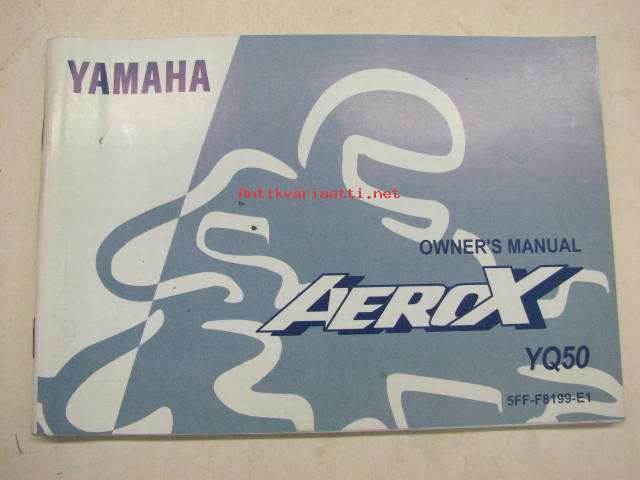 YAMAHA
Antikvariaatti.net
OWNER'S MANUAL
AEROX
YQ50
5FF-F8199-E1